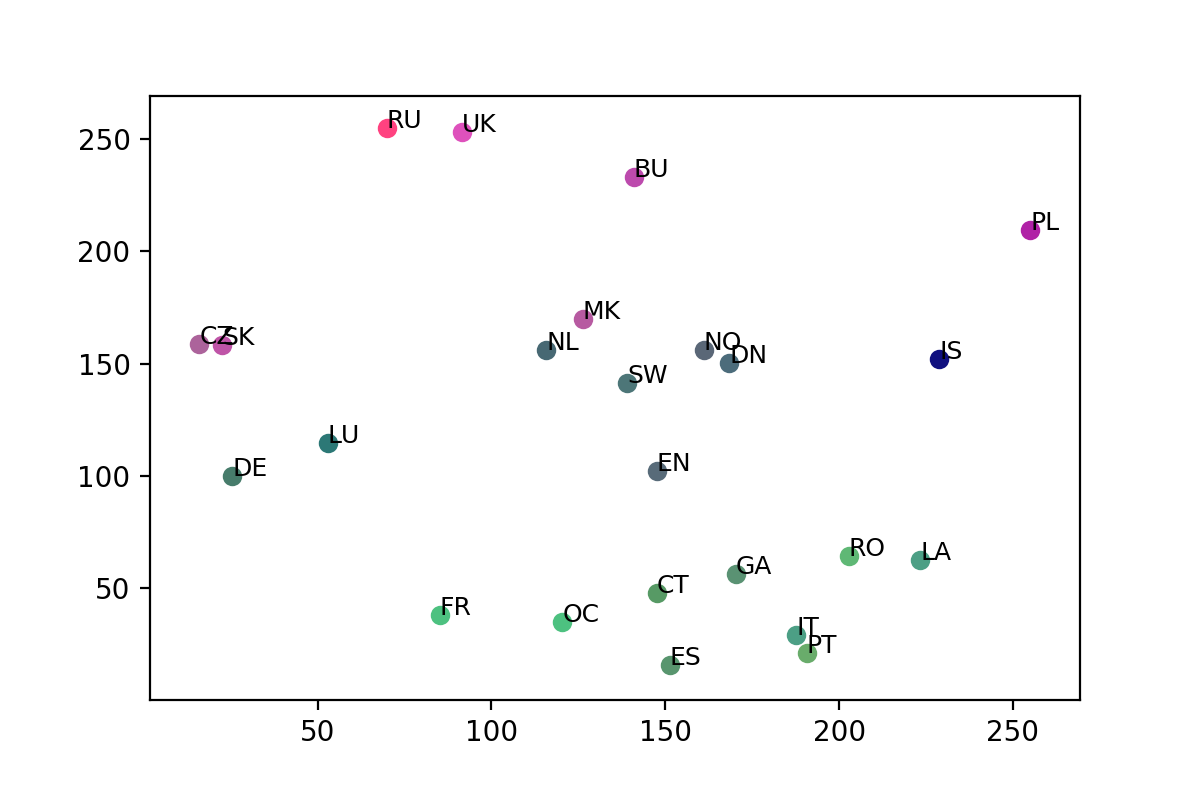 RU
UK
250
BU
PL
200
MK
CZ
SK
NL
NO
DN
IS
150
SW
LU
EN
DE
100
RO
LA
GA
CT
50
FR
OC
IT
PT
ES
50 100 150 200 250